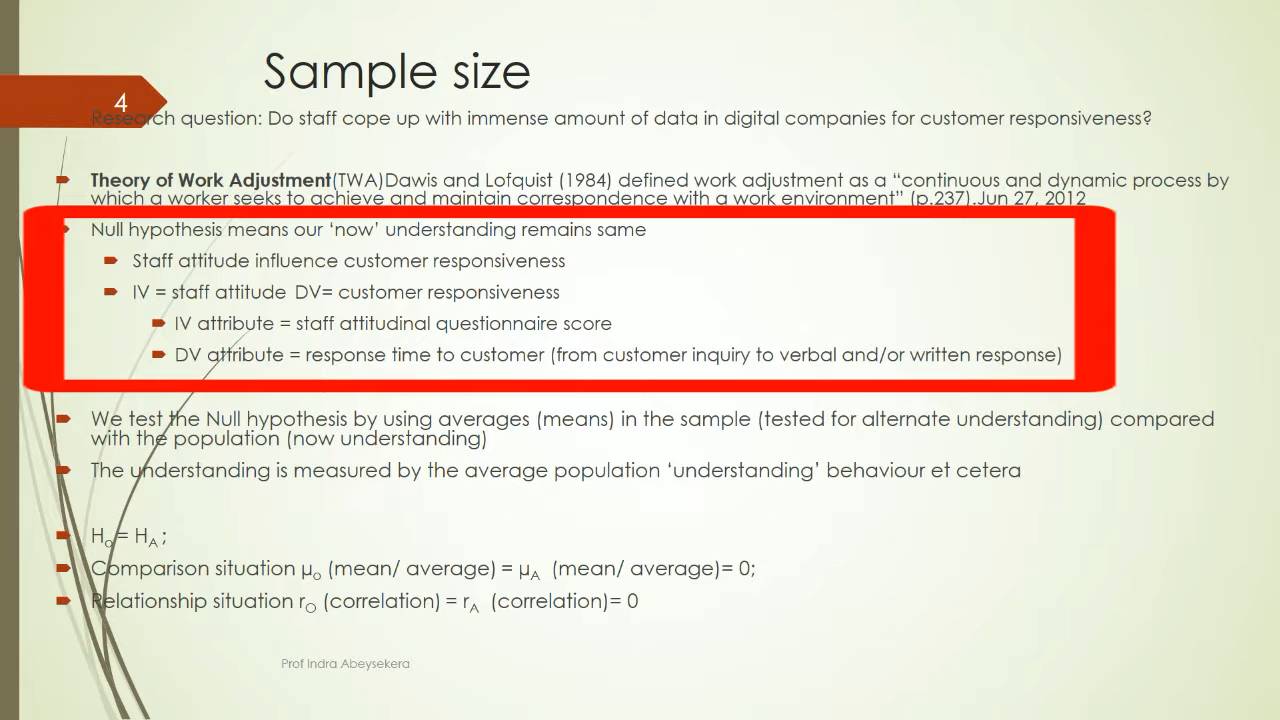 Sample size
4
Research question: Do staff cope up with immense amount of data in digital companies for customer responsiveness?
Theory of Work Adjustment(TWA)Dawis and Lofquist (1984) defined work adjustment as a “continuous and dynamic process by
which a worker seeks to achieve and maintain correspondence with a work environment” (p.237).Jun 27, 2012
Null hypothesis means our ‘now’ understanding remains same
Staff attitude influence customer responsiveness
IV = staff attitude DV= customer responsiveness
IV attribute = staff attitudinal questionnaire score
DV attribute = response time to customer (from customer inquiry to verbal and/or written response)
We test the Null hypothesis by using averages (means) in the sample (tested for alternate understanding) compared
with the population (now understanding)
The understanding is measured by the average population ‘understanding’ behaviour et cetera
H₀ = H_A ;
Comparison situation µ₀ (mean/ average) = µ_A (mean/ average)= 0;
Relationship situation r_O (correlation) = r_A (correlation)= 0
Prof Indra Abeysekera